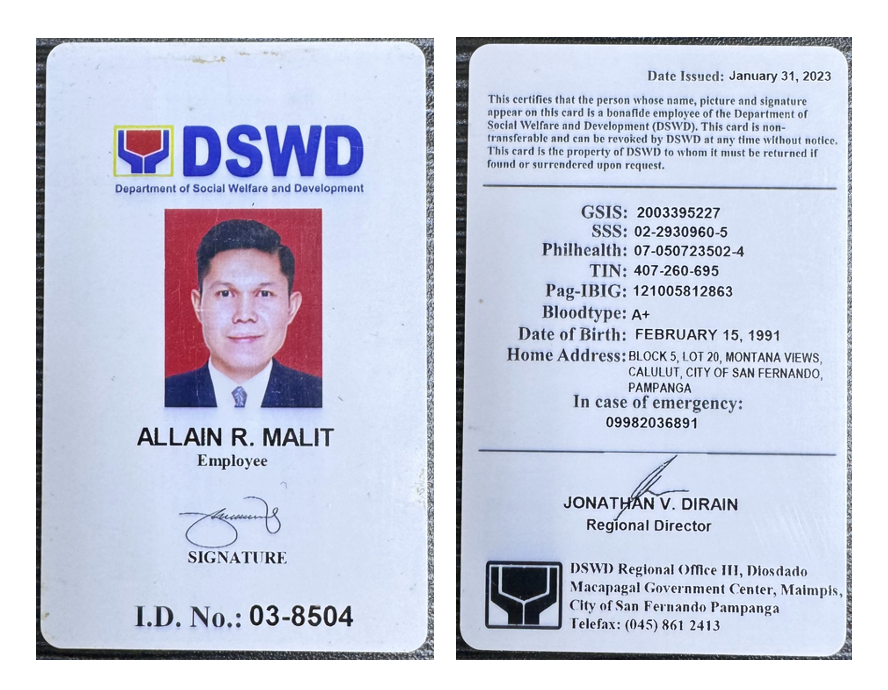 DSWD
Department of Social Welfare and Development
ALLAIN R. MALIT
Employee
SIGNATURE
I.D. No.: 03-8504
Date Issued: January 31, 2023
This certifies that the person whose name, picture and signature
appear on this card is a bonafide employee of the Department of
Social Welfare and Development (DSWD). This card is non-
transferable and can be revoked by DSWD at any time without notice.
This card is the property of DSWD to whom it must be returned if
found or surrendered upon request.
GSIS: 2003395227
SSS: 02-2930960-5
Philhealth: 07-050723502-4
TIN: 407-260-695
Pag-IBIG: 121005812863
Bloodtype: A+
Date of Birth: FEBRUARY 15, 1991
Home Address: BLOCK 5, LOT 20, MONTANA VIEWS,
CALULUT, CITY OF SAN FERNANDO,
PAMPANGA
In case of emergency:
09982036891
JONATHAN V. DIRAIN
Regional Director
DSWD Regional Office III, Diosdado
Macapagal Government Center, Maimpis,
City of San Fernando Pampanga
Telefax: (045) 861 2413